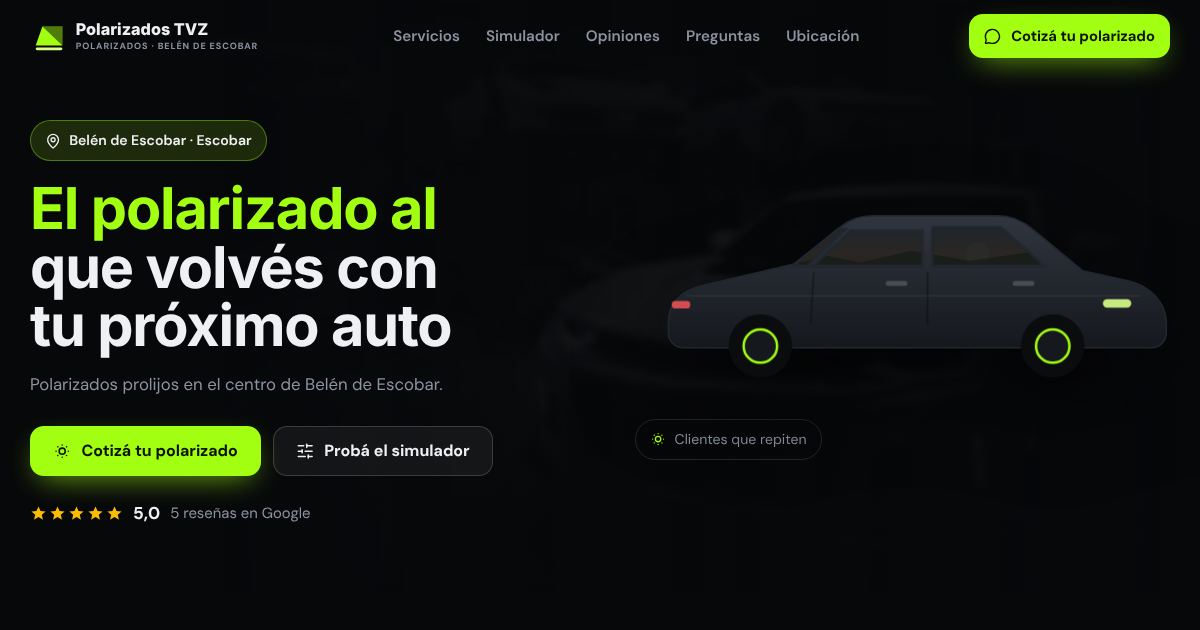 Polarizados TVZ
POLARIZADOS · BELÉN DE ESCOBAR
Servicios
Simulador
Opiniones
Preguntas
Ubicación
Cotizá tu polarizado
Belén de Escobar · Escobar
El polarizado al
que volvés con
tu próximo auto
Polarizados prolijos en el centro de Belén de Escobar.
Cotizá tu polarizado
Probá el simulador
Clientes que repiten
5,0 5 reseñas en Google